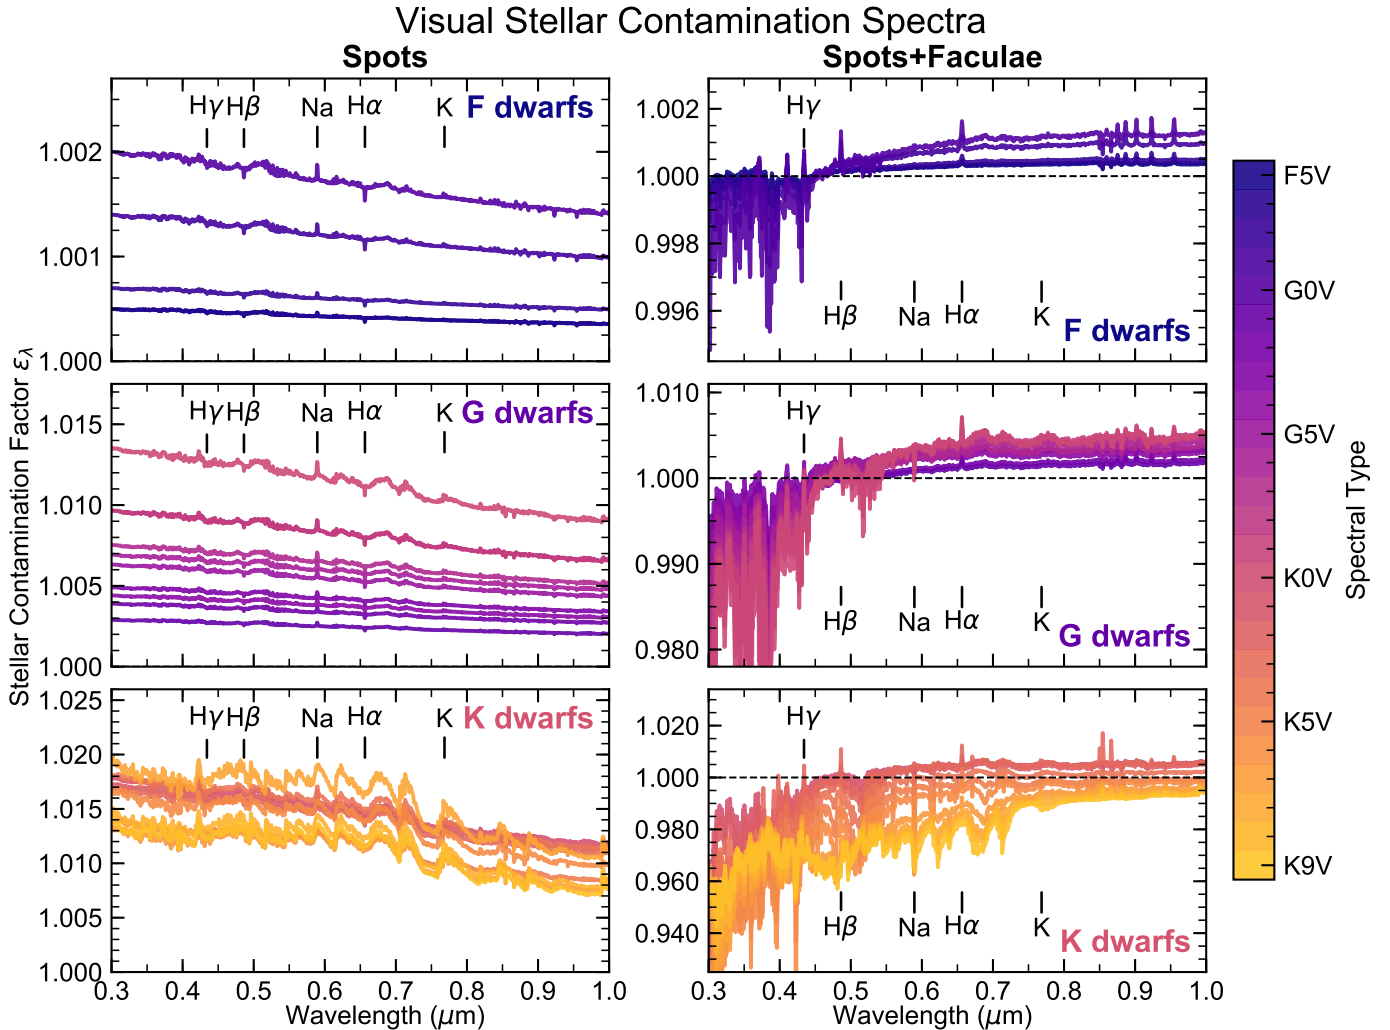 Visual Stellar Contamination Spectra
Spots
Spots+Faculae
Stellar Contamination Factor ελ
Hγ Hβ Na Hα K F dwarfs
1.002
1.001
1.000
Hγ
1.002
1.000
0.998
0.996
Hβ Na Hα K
F dwarfs
Hγ Hβ Na Hα K G dwarfs
1.015
1.010
1.005
1.000
Hγ
1.010
1.000
0.990
0.980
Hβ Na Hα K
G dwarfs
Hγ Hβ Na Hα K K dwarfs
1.025
1.020
1.015
1.010
1.005
1.000
0.3 0.4 0.5 0.6 0.7 0.8 0.9 1.0
Wavelength (μm)
Hγ
1.020
1.000
0.980
0.960
0.940
Hβ Na Hα K
K dwarfs
0.3 0.4 0.5 0.6 0.7 0.8 0.9 1.0
Wavelength (μm)
F5V
G0V
G5V
K0V
K5V
K9V
Spectral Type